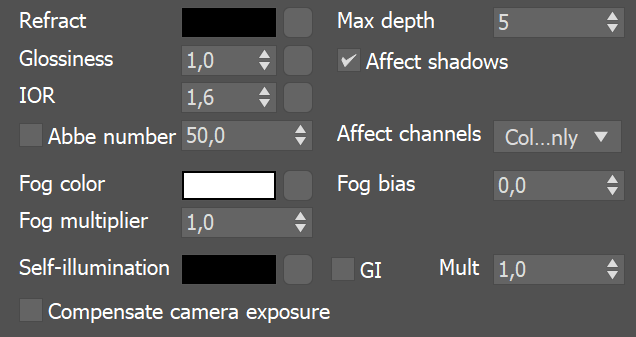 Refract Max depth 5
Glossiness 1,0 Affect shadows
IOR 1,6
Abbe number 50,0 Affect channels Col...nly
Fog color Fog bias 0,0
Fog multiplier 1,0
Self-illumination GI Mult 1,0
Compensate camera exposure